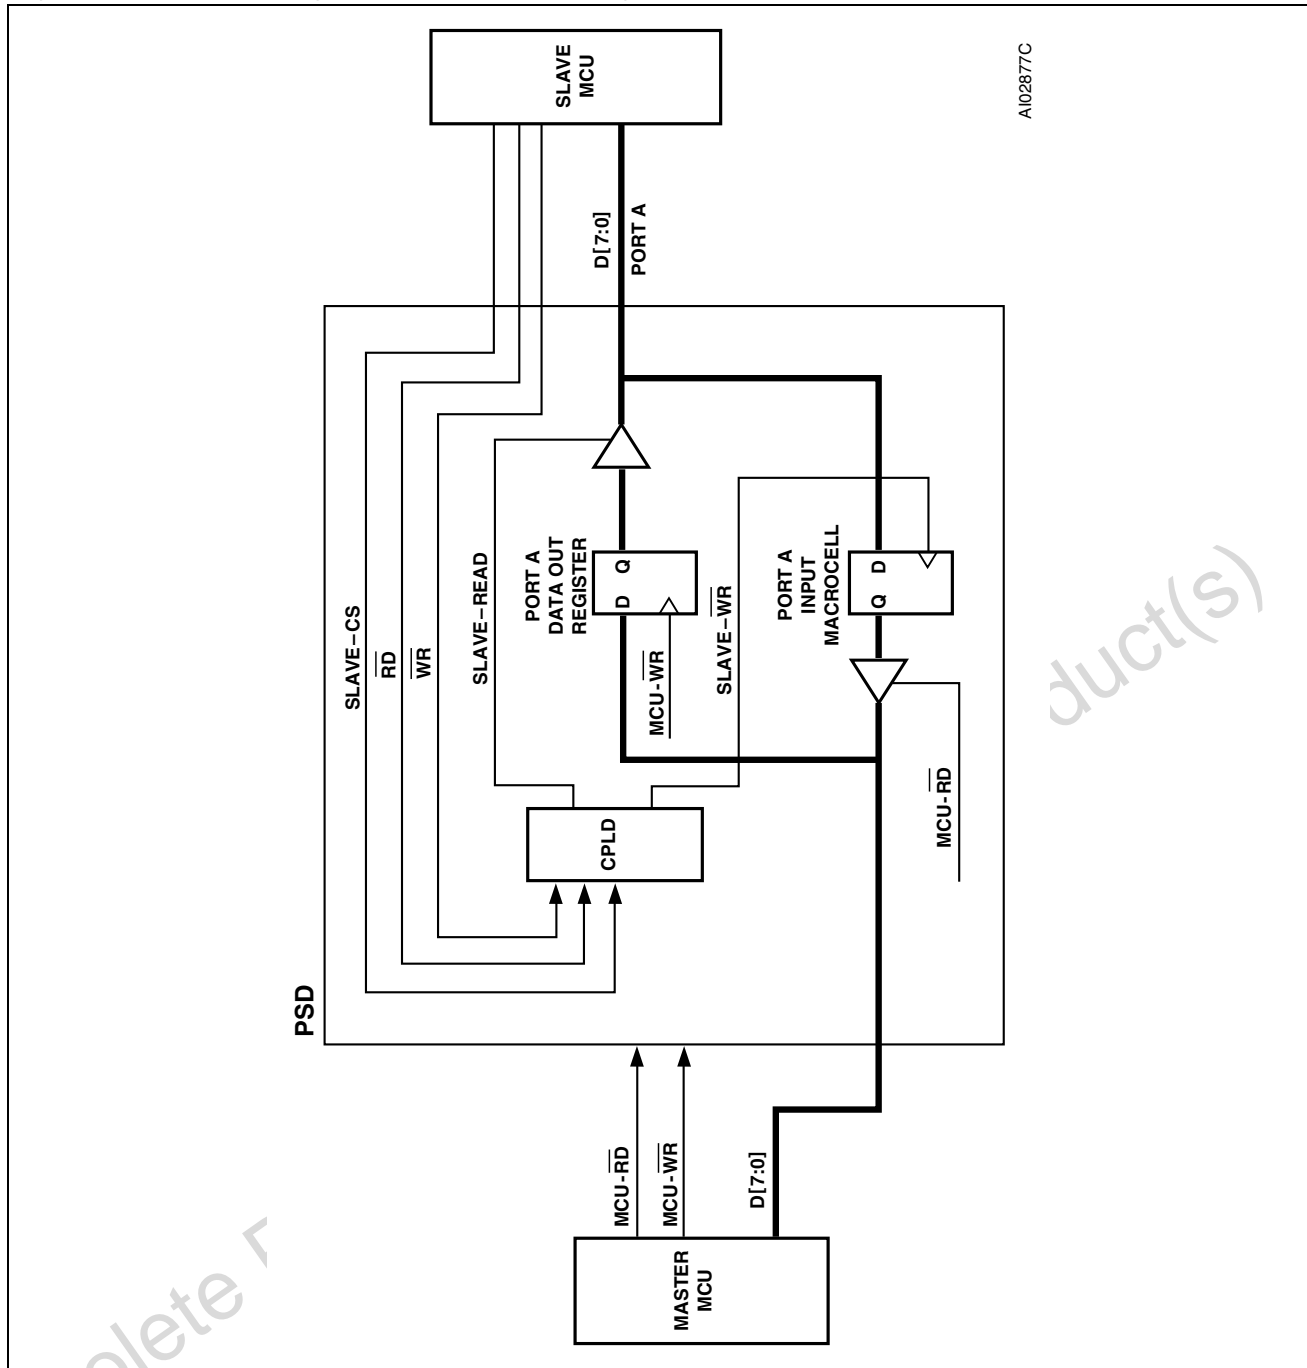 SLAVE
MCU
AI02877C
D[7:0]
PORT A
SLAVE–CS
RD
WR
SLAVE–READ
PORT A
DATA OUT
REGISTER
D Q
MCU-WR
SLAVE–WR
PORT A
INPUT
MACROCELL
Q D
MCU-RD
CPLD
PSD
MCU-RD
MCU-WR
D[7:0]
MASTER
MCU
duct(s)